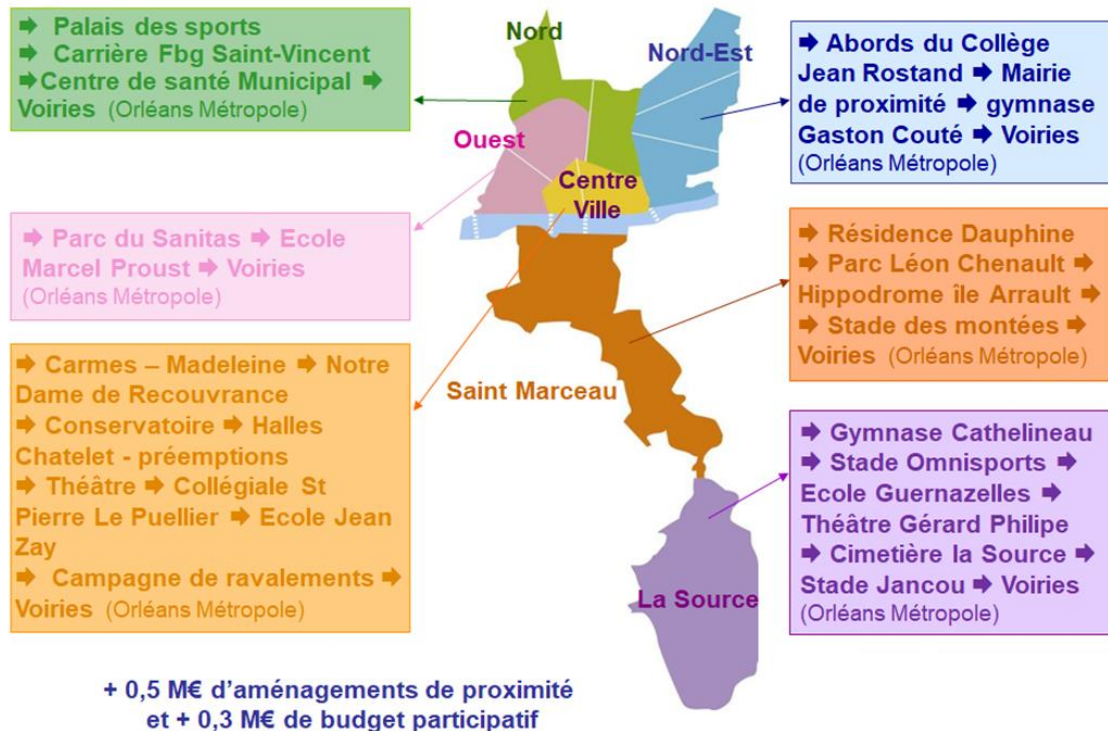 ➡ Palais des sports
➡ Carrière Fbg Saint-Vincent
➡Centre de santé Municipal ➡
Voiries (Orléans Métropole)
Nord
Nord-Est
➡ Abords du Collège
Jean Rostand ➡ Mairie
de proximité ➡ gymnase
Gaston Couté ➡ Voiries
(Orléans Métropole)
Ouest
Centre
Ville
➡ Parc du Sanitas ➡ Ecole
Marcel Proust ➡ Voiries
(Orléans Métropole)
➡ Résidence Dauphine
➡ Parc Léon Chenault ➡
Hippodrome île Arrault ➡
➡ Stade des montées ➡
Voiries (Orléans Métropole)
➡ Carmes – Madeleine ➡ Notre
Dame de Recouvrance
➡ Conservatoire ➡ Halles
Chatelet - préemptions
➡ Théâtre ➡ Collégiale St
Pierre Le Puellier ➡ Ecole Jean
Zay
➡ Campagne de ravalements ➡
Voiries (Orléans Métropole)
Saint Marceau
➡ Gymnase Cathelineau
➡ Stade Omnisports ➡
Ecole Guernazelles ➡
Théâtre Gérard Philipe
➡ Cimetière la Source ➡
Stade Jancou ➡ Voiries
(Orléans Métropole)
La Source
+ 0,5 M€ d’aménagements de proximité
et + 0,3 M€ de budget participatif